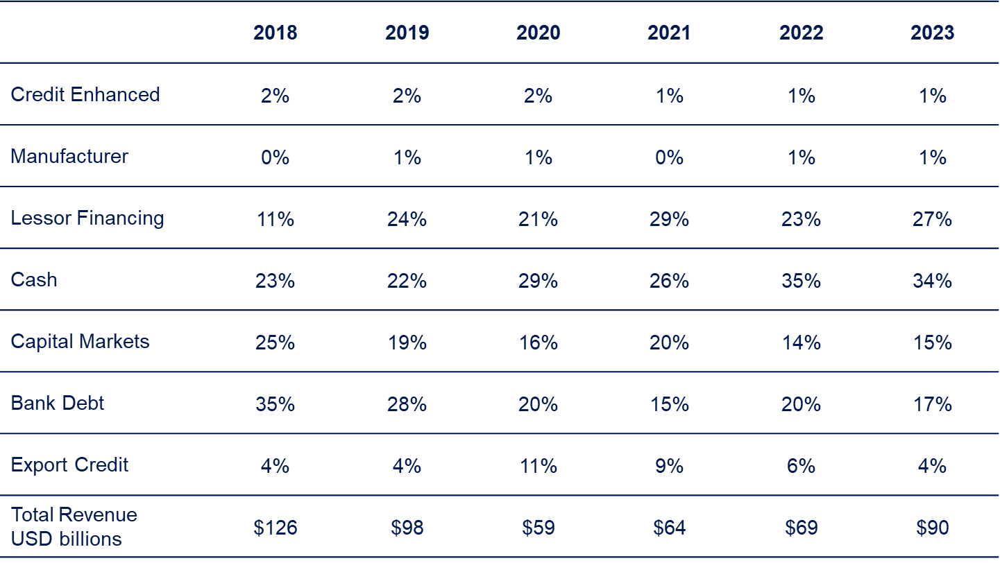 2018 2019 2020 2021 2022 2023
Credit Enhanced 2% 2% 2% 1% 1% 1%
Manufacturer 0% 1% 1% 0% 1% 1%
Lessor Financing 11% 24% 21% 29% 23% 27%
Cash 23% 22% 29% 26% 35% 34%
Capital Markets 25% 19% 16% 20% 14% 15%
Bank Debt 35% 28% 20% 15% 20% 17%
Export Credit 4% 4% 11% 9% 6% 4%
Total Revenue
USD billions $126 $98 $59 $64 $69 $90